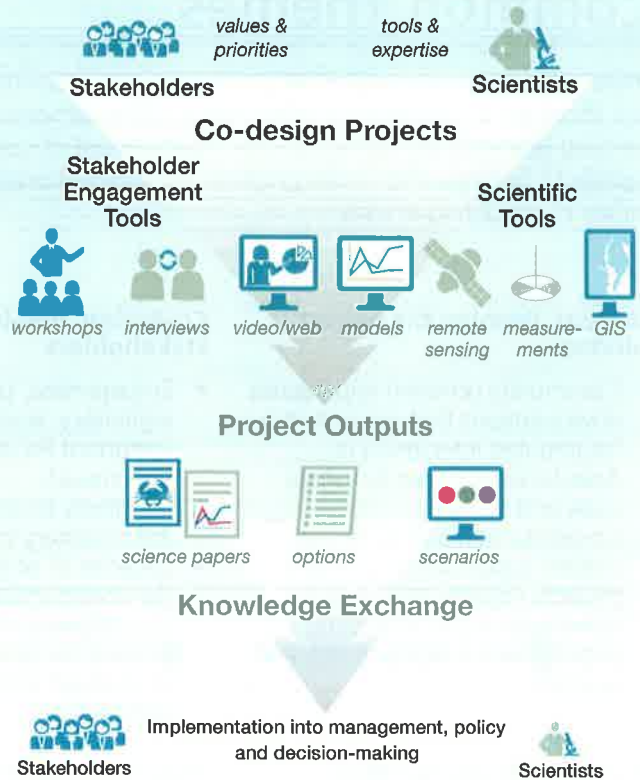 values &
priorities
tools &
expertise
Stakeholders
Scientists
Co-design Projects
Stakeholder
Engagement
Tools
Scientific
Tools
workshops
interviews
video/web
models
remote
sensing
measure-
ments
GIS
Project Outputs
science papers
options
scenarios
Knowledge Exchange
Implementation into management, policy
and decision-making
Stakeholders
Scientists